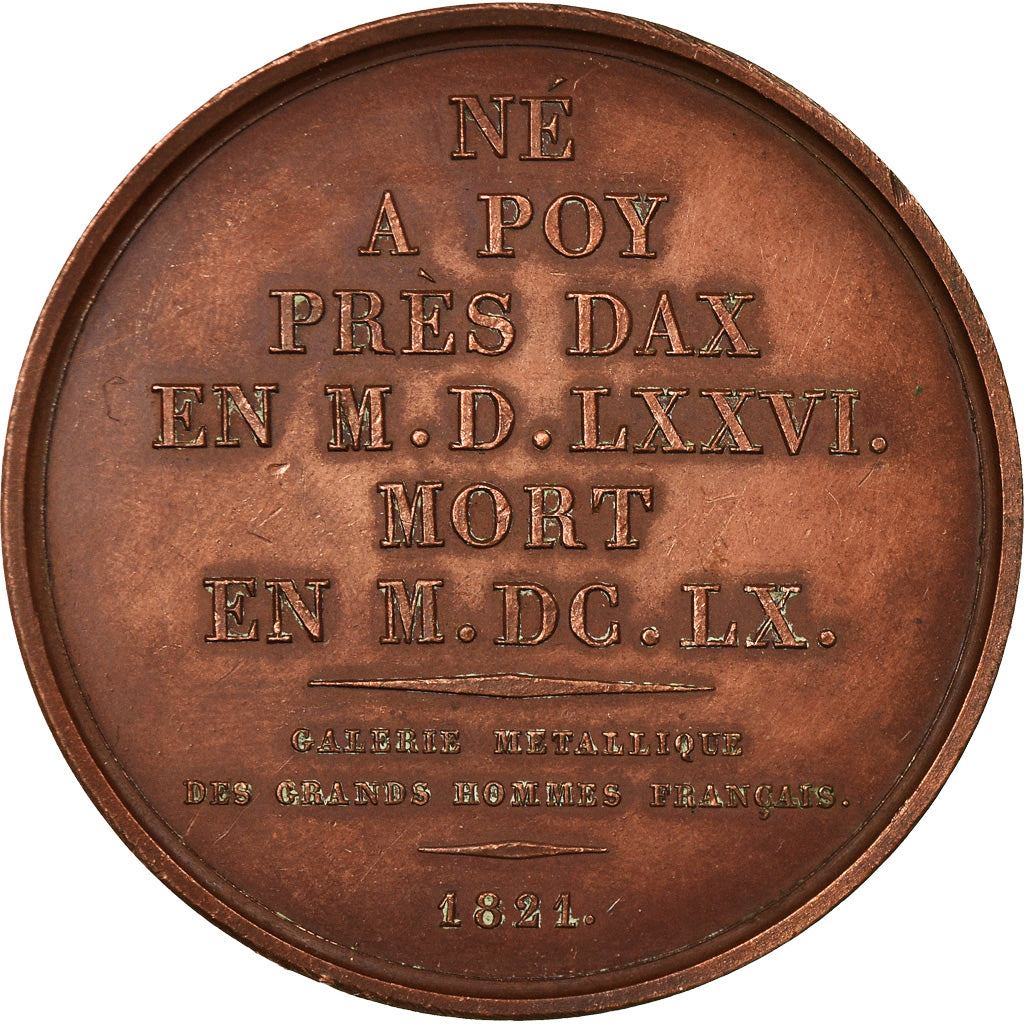 NÉ
A POY
PRÈS DAX
EN M.D.LXXVI.
MORT
EN M.DC.LX.
GALERIE METALLIQUE
DES GRANDS HOMMES FRANÇAIS.
1821.